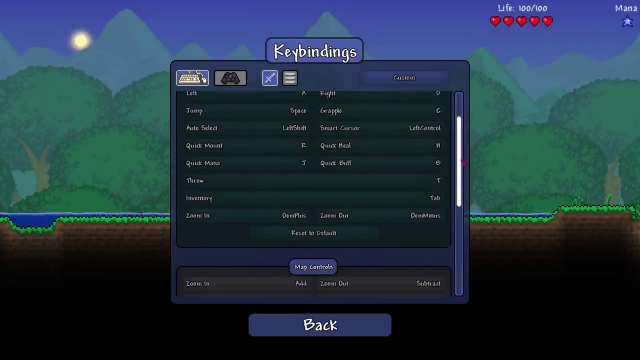 Life: 100/100 Mana
Keybindings
Custom
Left A Right D
Jump Space Grapple E
Auto Select LeftShift Smart Cursor LeftControl
Quick Mount R Quick Heal H
Quick Mana J Quick Buff B
Throw T
Inventory Tab
Zoom In OemPlus Zoom Out OemMinus
Reset to Default
Map Controls
Zoom In Add Zoom Out Subtract
Back